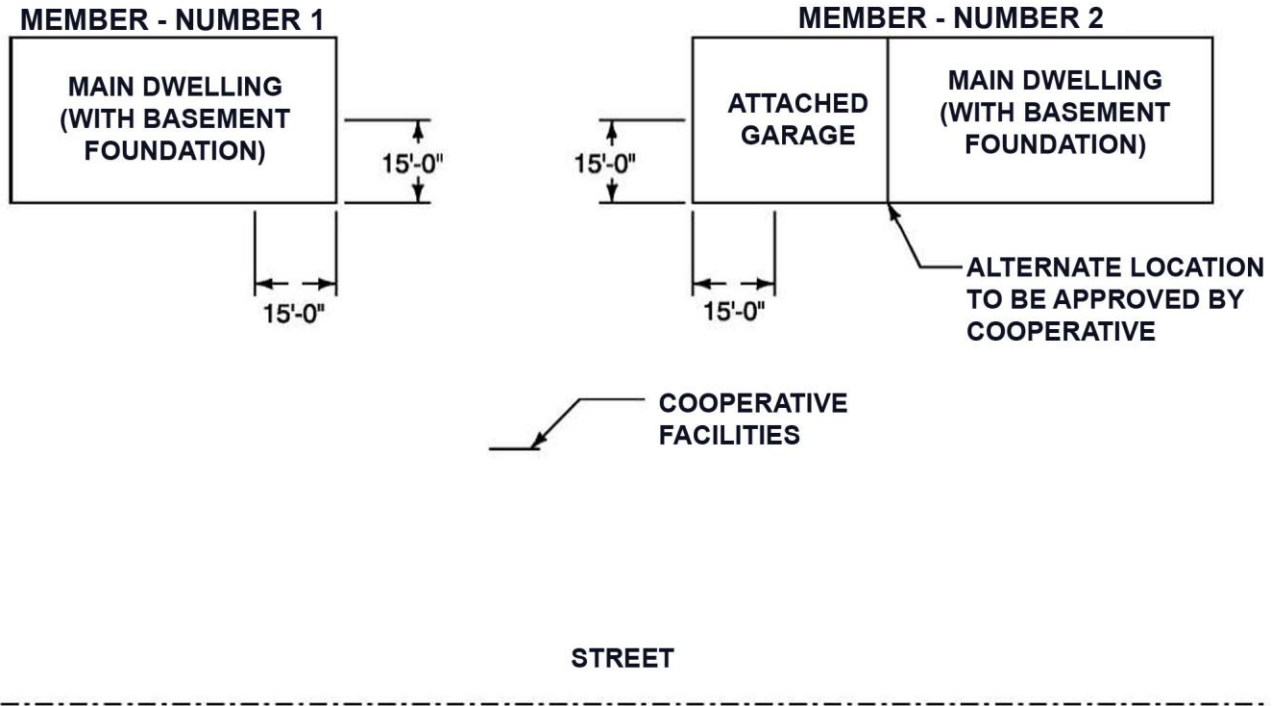 MEMBER - NUMBER 1
MAIN DWELLING
(WITH BASEMENT
FOUNDATION)
15'-0"
15'-0"
MEMBER - NUMBER 2
ATTACHED
GARAGE
MAIN DWELLING
(WITH BASEMENT
FOUNDATION)
15'-0"
15'-0"
ALTERNATE LOCATION
TO BE APPROVED BY
COOPERATIVE
COOPERATIVE
FACILITIES
STREET